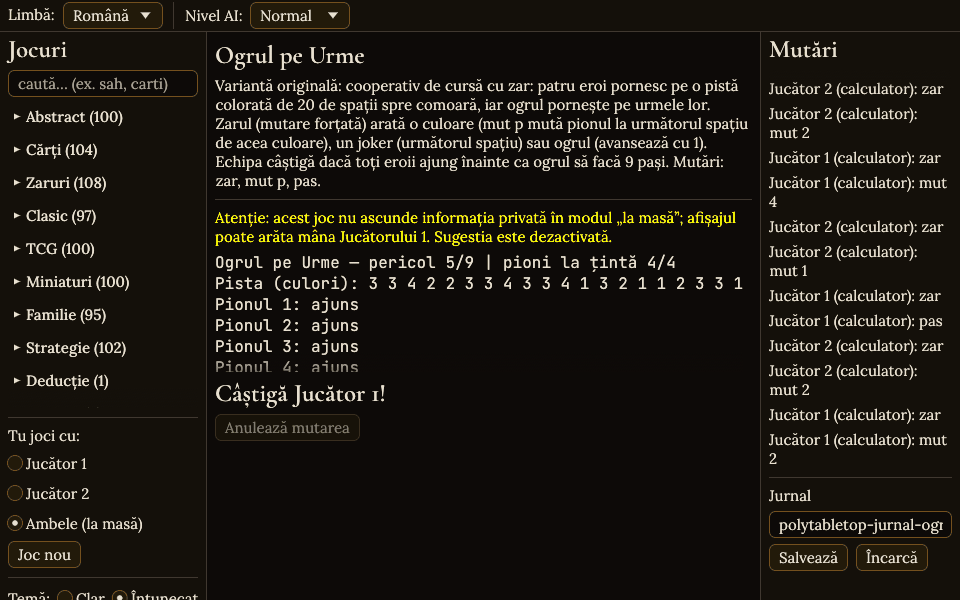 Limbă: Română Nivel AI: Normal
Jocuri
caută... (ex. sah, carti)
Abstract (100)
Cărți (104)
Zaruri (108)
Clasic (97)
TCG (100)
Miniaturi (100)
Familie (95)
Strategie (102)
Deducție (1)
Tu joci cu:
Jucător 1
Jucător 2
Ambele (la masă)
Joc nou
Temă: Clar Întunecat
Ogrul pe Urme
Variantă originală: cooperativ de cursă cu zar: patru eroi pornesc pe o pistă
colorată de 20 de spații spre comoară, iar ogrul pornește pe urmele lor.
Zarul (mutare forțată) arată o culoare (mut p mută pionul la următorul spațiu
de acea culoare), un joker (următorul spațiu) sau ogrul (avansează cu 1).
Echipa câștigă dacă toți eroii ajung înainte ca ogrul să facă 9 pași. Mutări:
zar, mut p, pas.
Atenție: acest joc nu ascunde informația privată în modul „la masă”; afișajul
poate arăta mâna Jucătorului 1. Sugestia este dezactivată.
Ogrul pe Urme — pericol 5/9 | pioni la țintă 4/4
Pista (culori): 3 3 4 2 2 3 3 4 3 3 4 1 3 2 1 1 2 3 3 1
Pionul 1: ajuns
Pionul 2: ajuns
Pionul 3: ajuns
Pionul 4: ajuns
Câștigă Jucător 1!
Anulează mutarea
Mutări
Jucător 2 (calculator): zar
Jucător 2 (calculator):
mut 2
Jucător 1 (calculator): zar
Jucător 1 (calculator): mut
4
Jucător 2 (calculator): zar
Jucător 2 (calculator):
mut 1
Jucător 1 (calculator): zar
Jucător 1 (calculator): pas
Jucător 2 (calculator): zar
Jucător 2 (calculator):
mut 2
Jucător 1 (calculator): zar
Jucător 1 (calculator): mut
2
Jurnal
polytabletop-jurnal-ogr
Salvează Încarcă